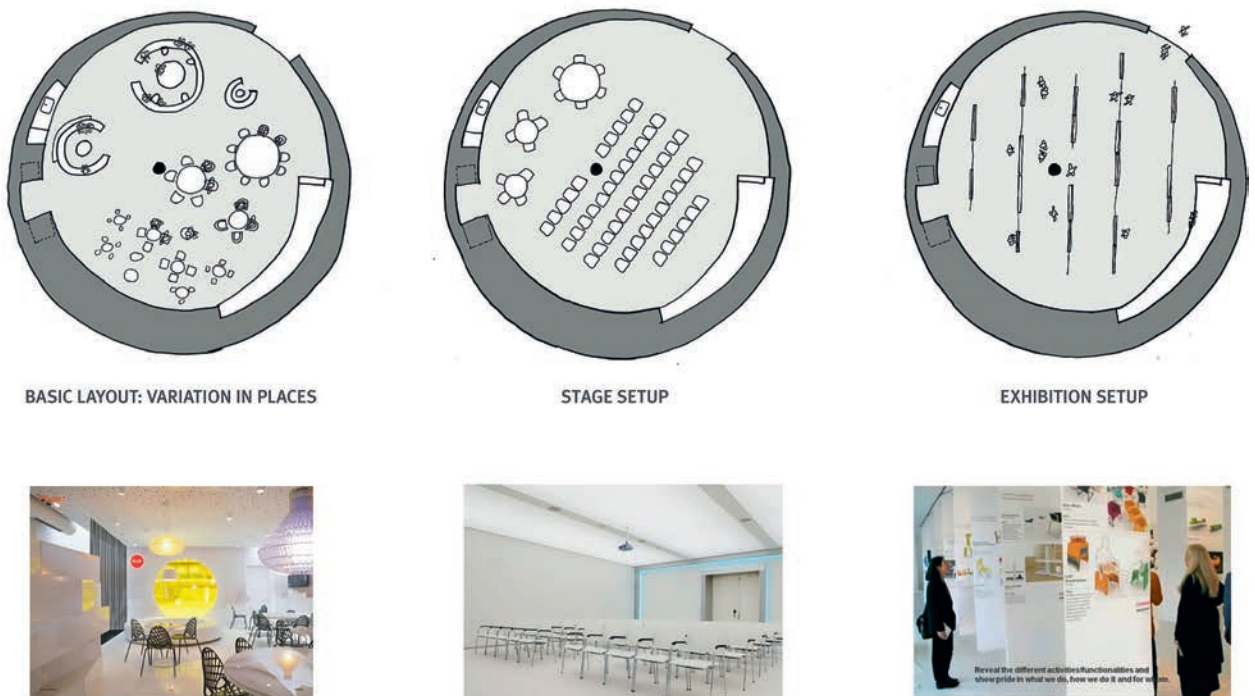 BASIC LAYOUT: VARIATION IN PLACES
STAGE SETUP
EXHIBITION SETUP
Reveal the different activities/functionalities and
show pride in what we do, how we do it and for whom.